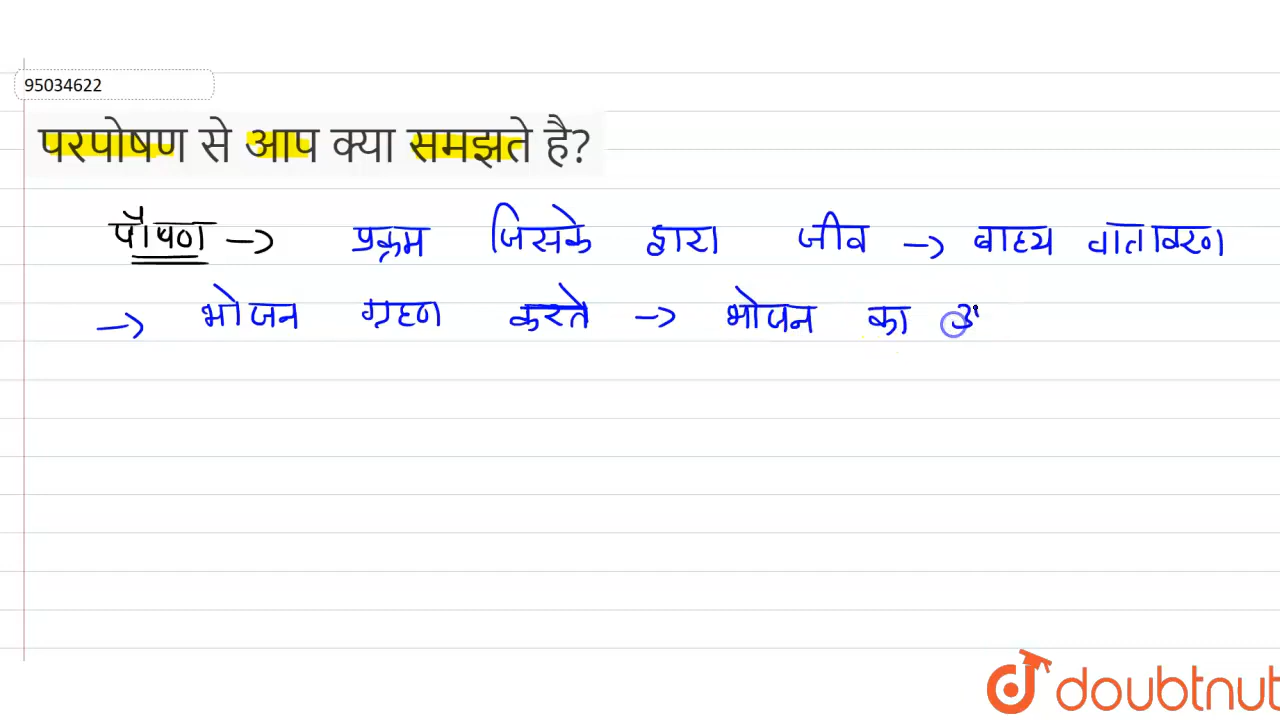 95034622
परपोषण से आप क्या समझते है?
पोषण → प्रक्रम जिसके द्वारा जीव → बाह्य वातावरण
→ भोजन ग्रहण करते → भोजन का
doubtnut